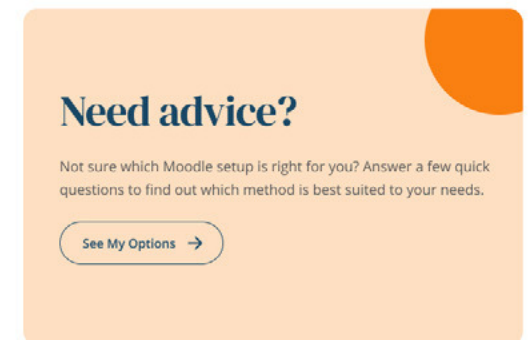 Need advice?
Not sure which Moodle setup is right for you? Answer a few quick
questions to find out which method is best suited to your needs.
See My Options →